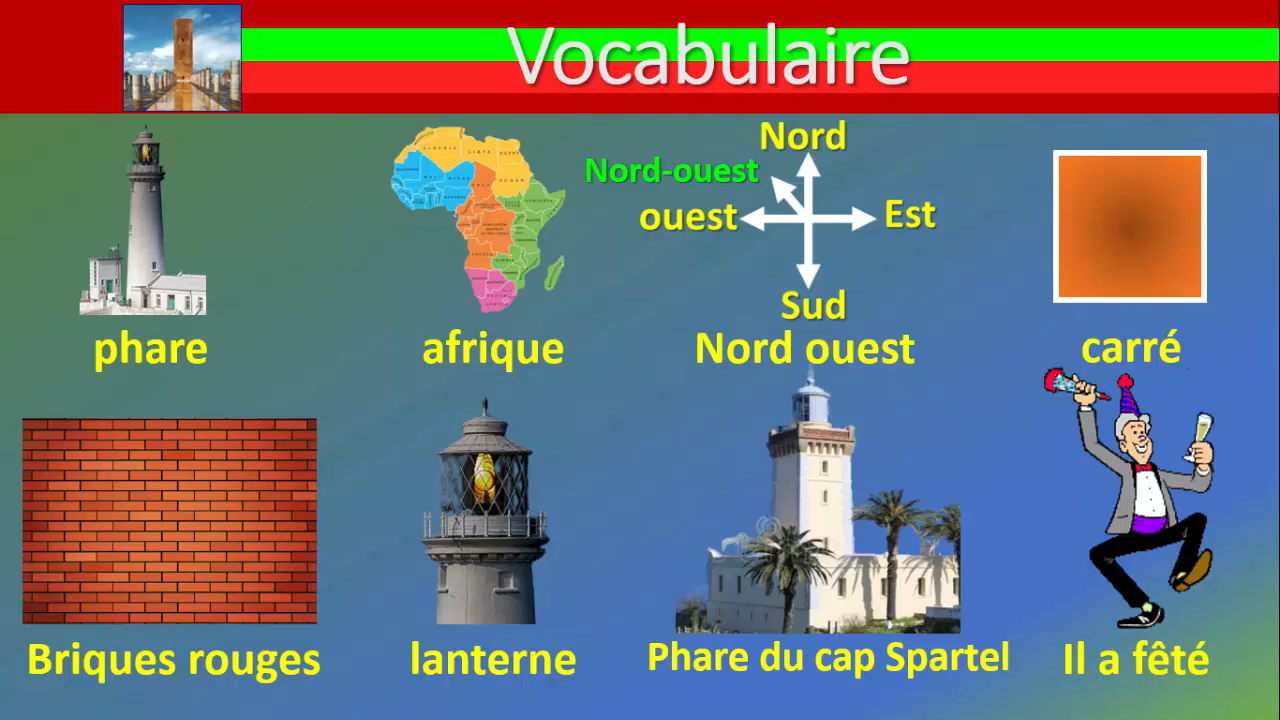 Vocabulaire
Nord
Nord-ouest
ouest
Est
Sud
phare
afrique
Nord ouest
carré
Briques rouges
lanterne
Phare du cap Spartel
Il a fêté